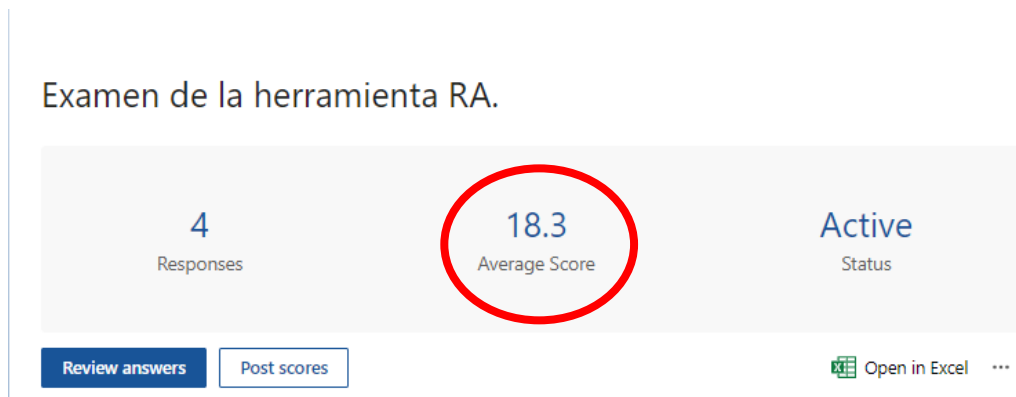 Examen de la herramienta RA.
4
Responses
18.3
Average Score
Active
Status
Review answers
Post scores
Open in Excel
...